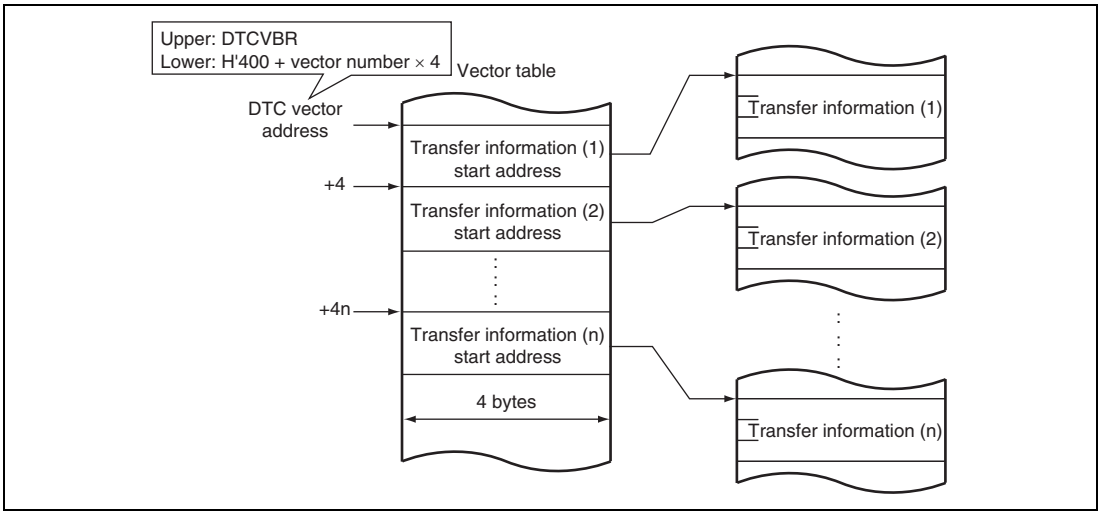 Upper: DTCVBR
Lower: H'400 + vector number × 4
Vector table
DTC vector
address
Transfer information (1)
start address
+4
Transfer information (2)
start address
+4n
Transfer information (n)
start address
4 bytes
Transfer information (1)
Transfer information (2)
Transfer information (n)